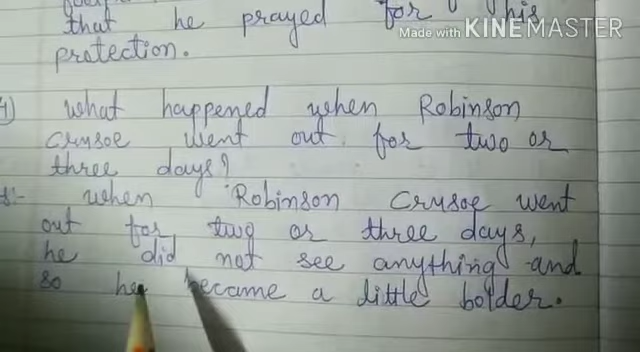 that he prayed for his
protection.
Made with KINEMASTER
4) what happened when Robinson
Crusoe went out for two or
three days?
when Robinson Crusoe went
out for two or three days,
he did not see anything and
so he became a little bolder.